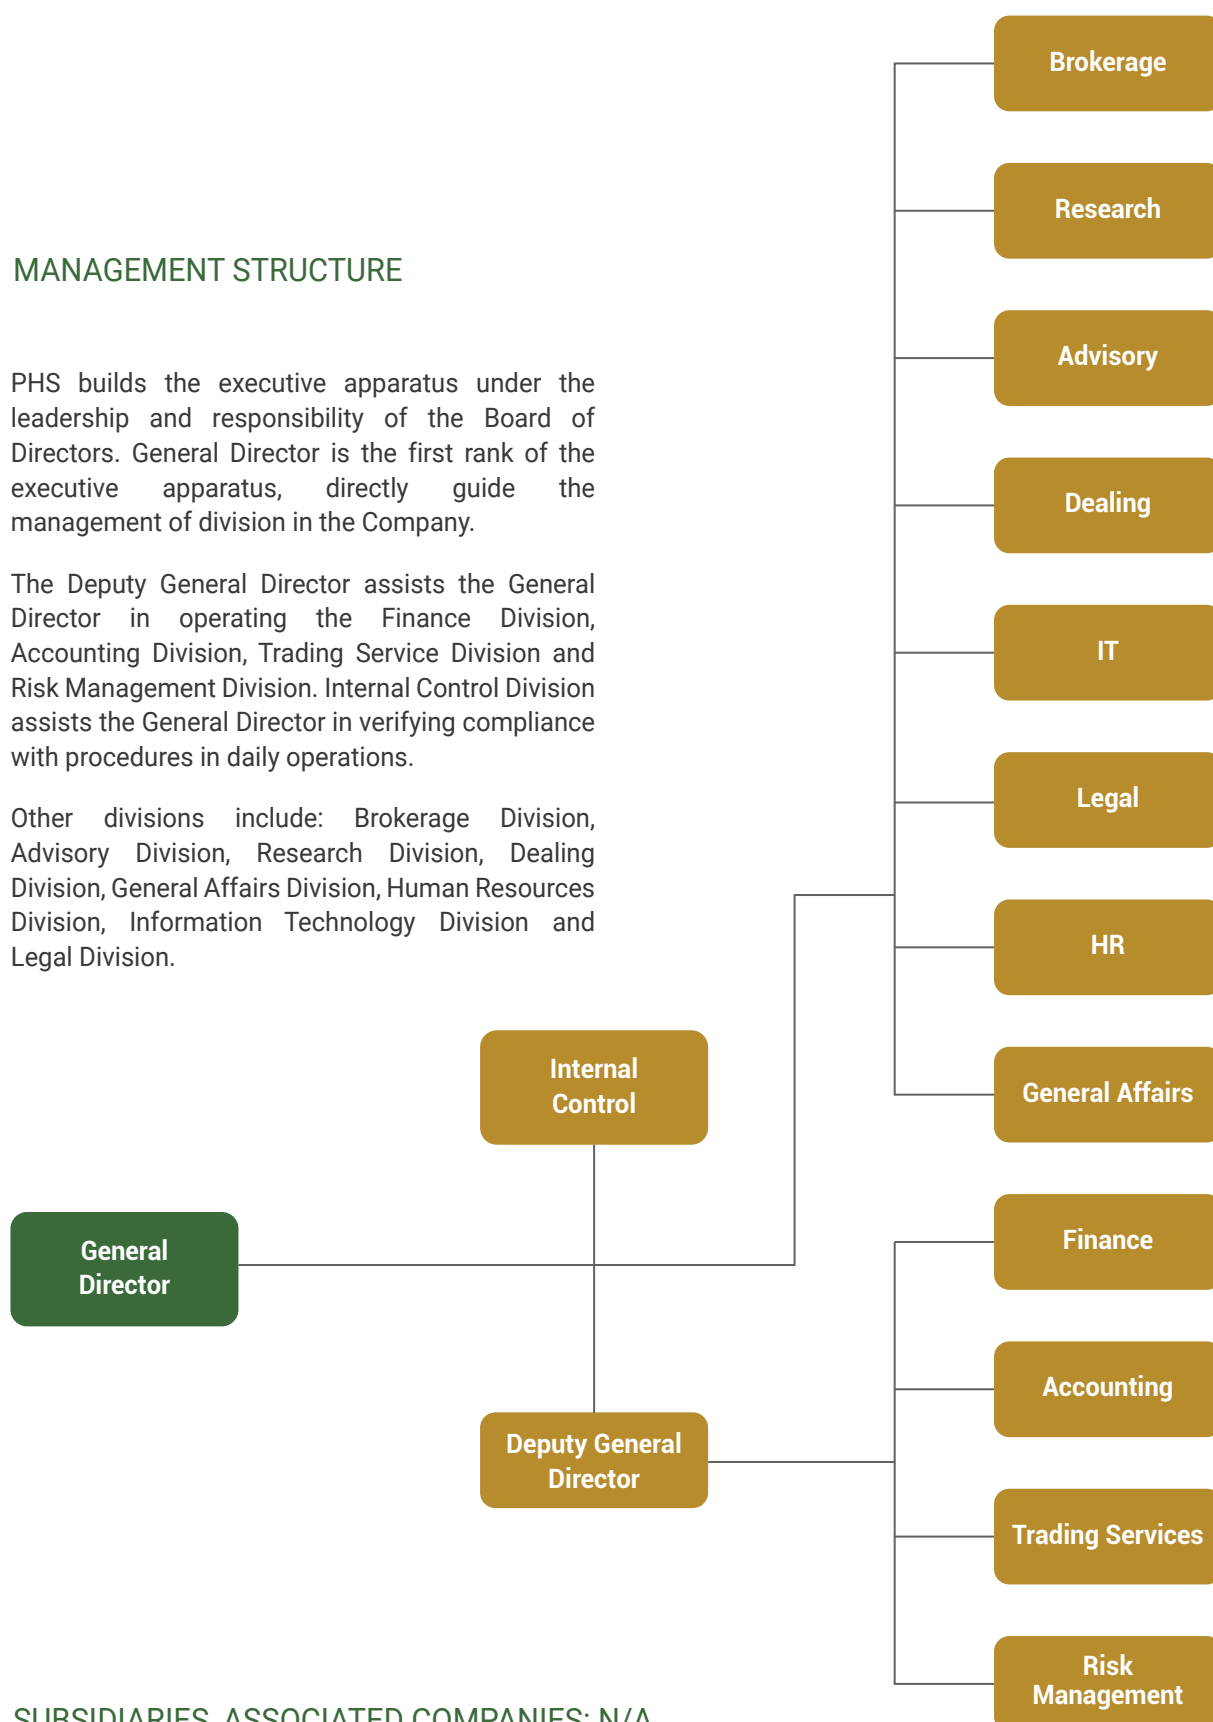 MANAGEMENT STRUCTURE
PHS builds the executive apparatus under the
leadership and responsibility of the Board of
Directors. General Director is the first rank of the
executive apparatus, directly guide the
management of division in the Company.
The Deputy General Director assists the General
Director in operating the Finance Division,
Accounting Division, Trading Service Division and
Risk Management Division. Internal Control Division
assists the General Director in verifying compliance
with procedures in daily operations.
Other divisions include: Brokerage Division,
Advisory Division, Research Division, Dealing
Division, General Affairs Division, Human Resources
Division, Information Technology Division and
Legal Division.
General
Director
Internal
Control
Deputy General
Director
Brokerage
Research
Advisory
Dealing
IT
Legal
HR
General Affairs
Finance
Accounting
Trading Services
Risk
Management
SUBSIDIARIES, ASSOCIATED COMPANIES: N/A